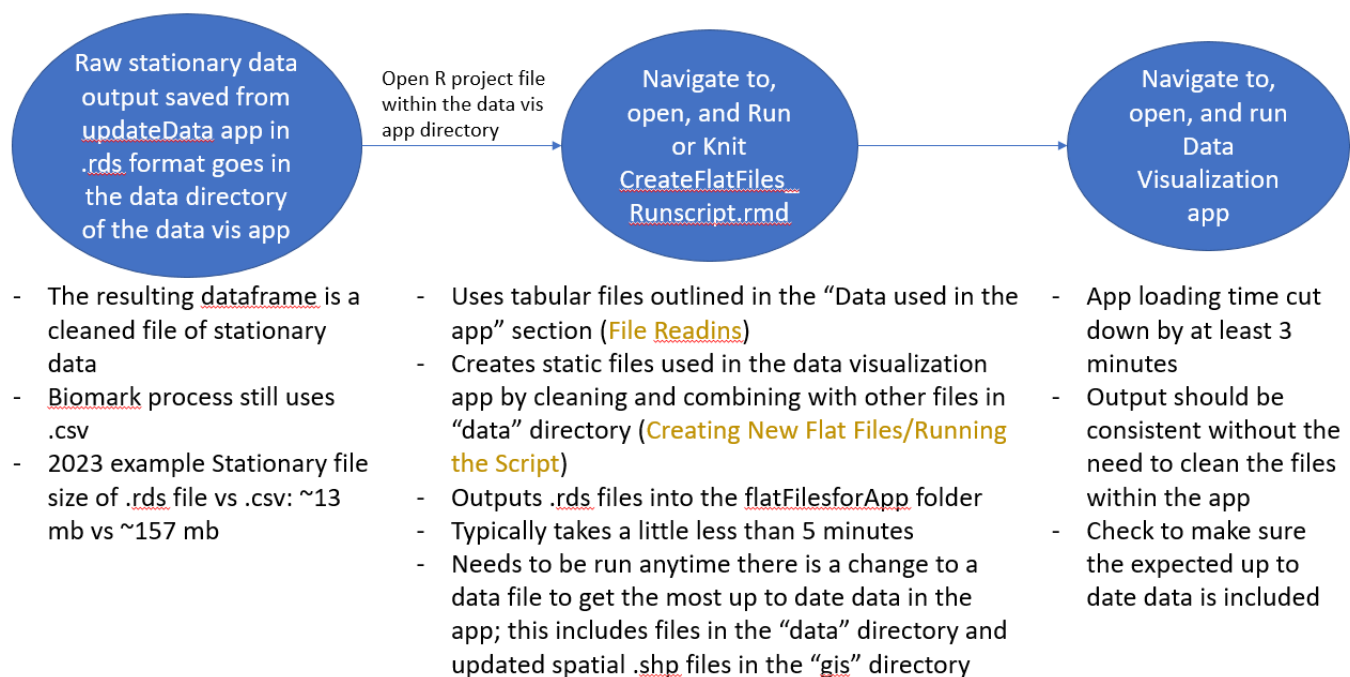 Raw stationary data
output saved from
updateData app in
.rds format goes in
the data directory
of the data vis app
Open R project file
within the data vis
app directory
Navigate to,
open, and Run
or Knit
CreateFlatFiles_
Runscript.rmd
Navigate to,
open, and run
Data
Visualization
app
- The resulting dataframe is a
cleaned file of stationary
data
- Biomark process still uses
.csv
- 2023 example Stationary file
size of .rds file vs .csv: ~13
mb vs ~157 mb
- Uses tabular files outlined in the “Data used in the
app” section (File Readins)
- Creates static files used in the data visualization
app by cleaning and combining with other files in
“data” directory (Creating New Flat Files/Running
the Script)
- Outputs .rds files into the flatFilesforApp folder
- Typically takes a little less than 5 minutes
- Needs to be run anytime there is a change to a
data file to get the most up to date data in the
app; this includes files in the “data” directory and
updated spatial .shp files in the “gis” directory
- App loading time cut
down by at least 3
minutes
- Output should be
consistent without the
need to clean the files
within the app
- Check to make sure
the expected up to
date data is included